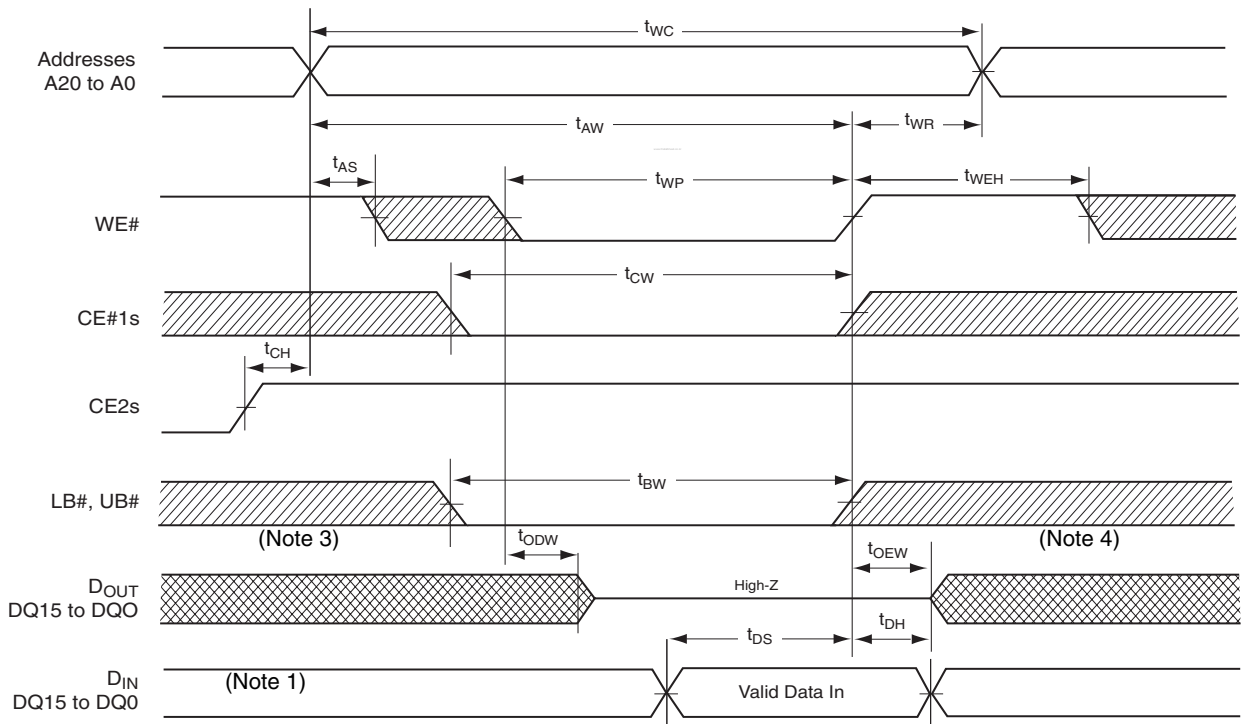 tWC
Addresses
A20 to A0
tAW
tWR
tAS
tWP
tWEH
WE#
tCW
CE#1s
tCH
CE2s
tBW
LB#, UB#
(Note 3)
(Note 4)
tODW
tOEW
DOUT
DQ15 to DQO
High-Z
tDS
tDH
DIN
DQ15 to DQ0
(Note 1)
Valid Data In